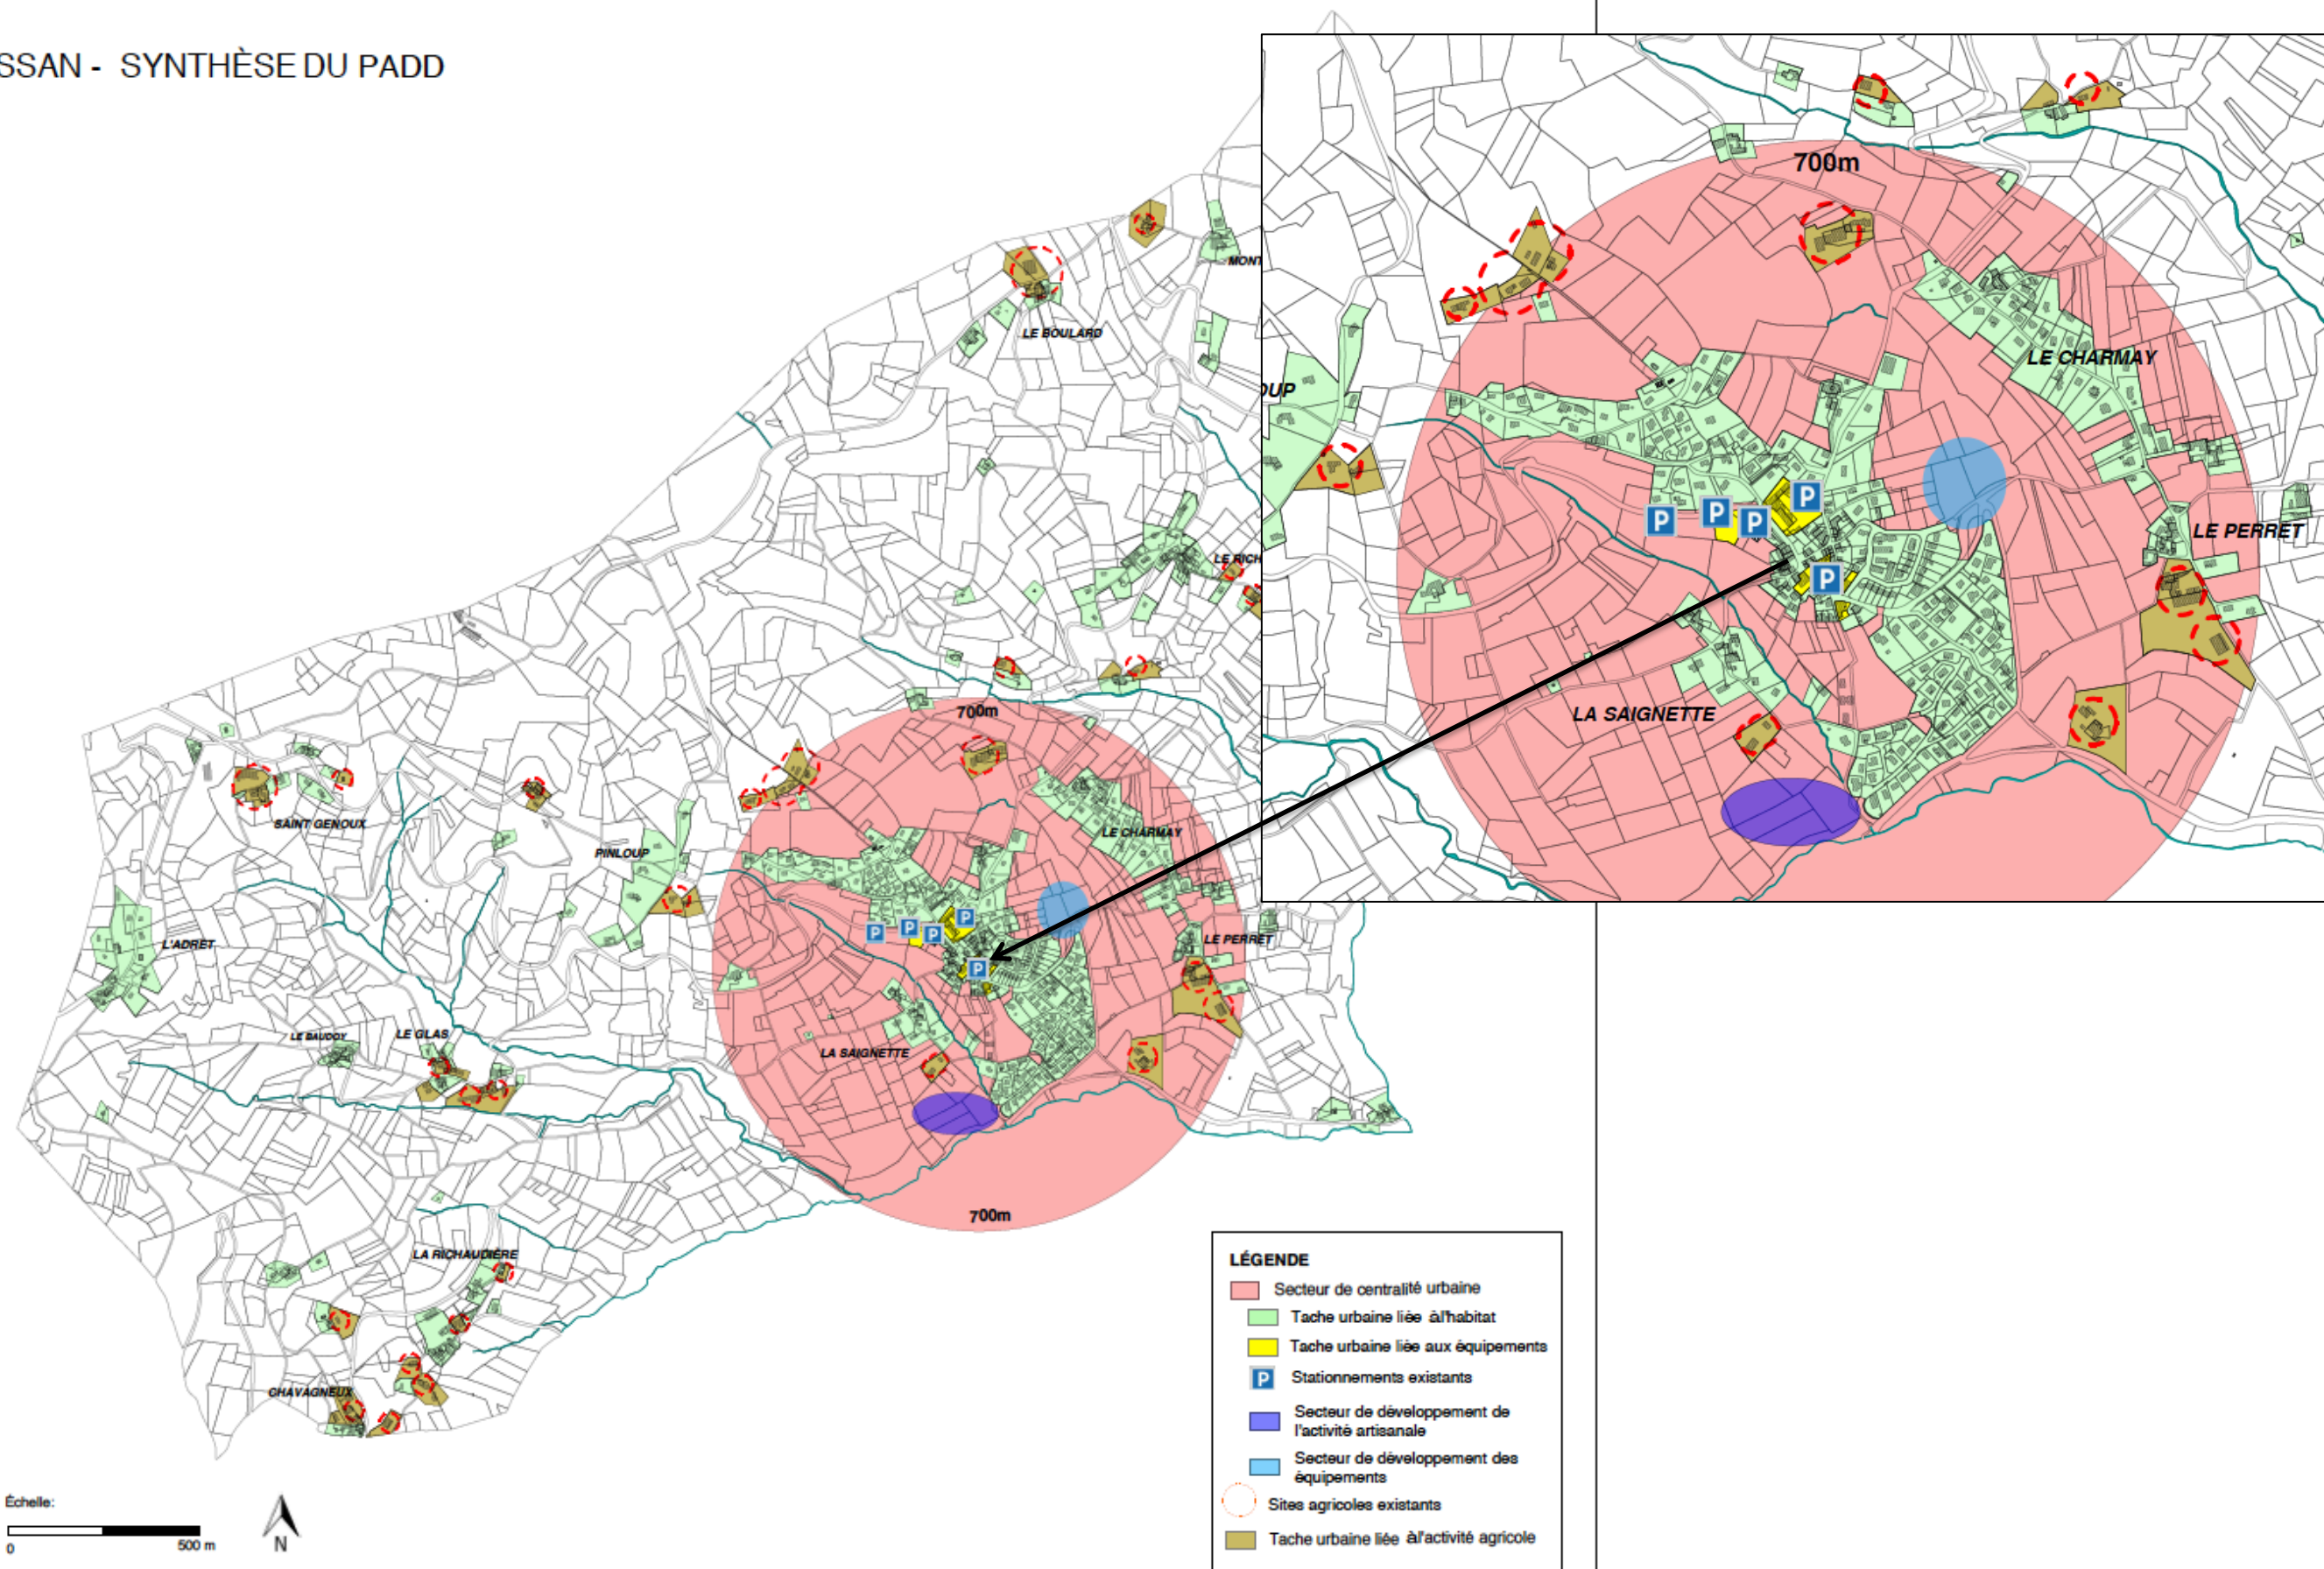 SSAN - SYNTHÈSE DU PADD
700m
LE CHARMAY
OUP
P
P
P
P
P
LE PERRET
LA SAIGNETTE
MONT
LE BOULARD
LE RICH
700m
SAINT GENOUX
PINLOUP
LE CHARMAY
L'ADRET
P
P
P
P
P
LE PERRET
LE BAUDOY
LE GLAS
LA SAIGNETTE
700m
LA RICHAUDIÈRE
CHAVAGNEUX
LÉGENDE
Secteur de centralité urbaine
Tache urbaine liée à l'habitat
Tache urbaine liée aux équipements
P Stationnements existants
Secteur de développement de
l'activité artisanale
Secteur de développement des
équipements
Sites agricoles existants
Tache urbaine liée à l'activité agricole
Échelle:
0 500 m
N